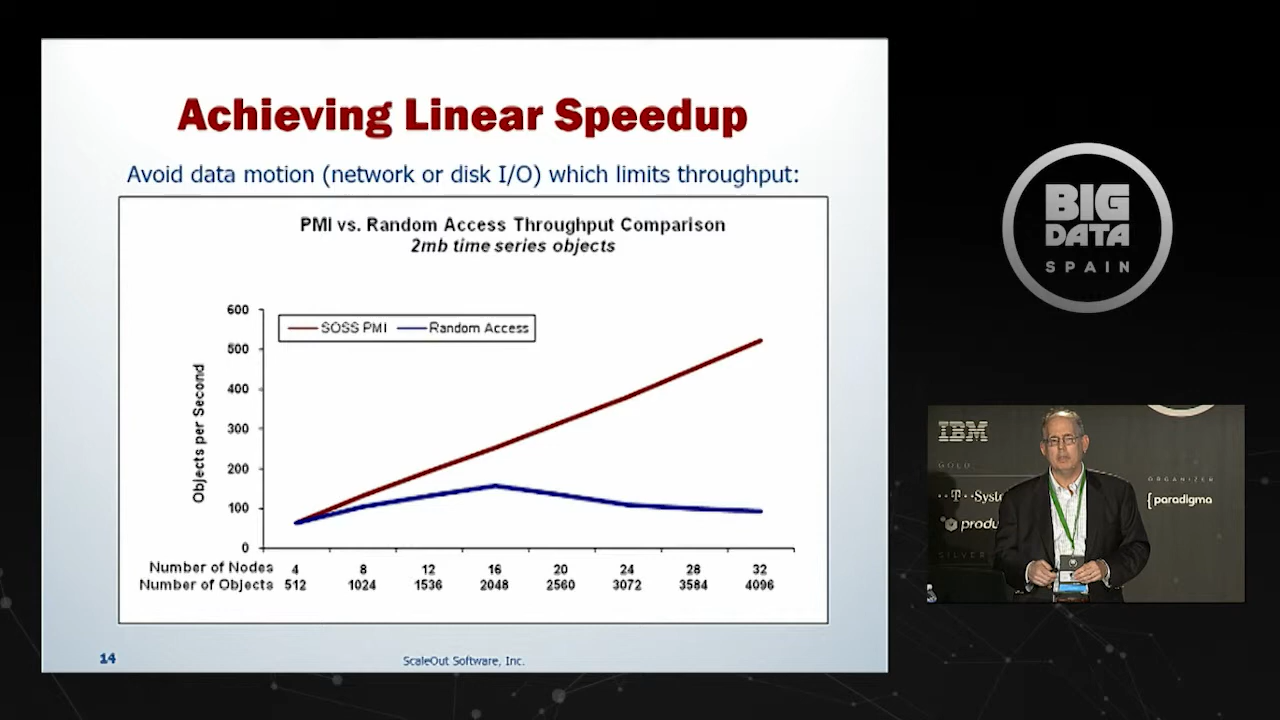 Achieving Linear Speedup
Avoid data motion (network or disk I/O) which limits throughput:
PMI vs. Random Access Throughput Comparison
2mb time series objects
600
500
400
300
200
100
0
Objects per Second
SOSS PMI
Random Access
Number of Nodes 4 8 12 16 20 24 28 32
Number of Objects 512 1024 1536 2048 2560 3072 3584 4096
14
ScaleOut Software, Inc.
BIG
DATA
SPAIN
IBM
GOLD
T Syste
produ
SILVER
ORGANIZER
{paradigma